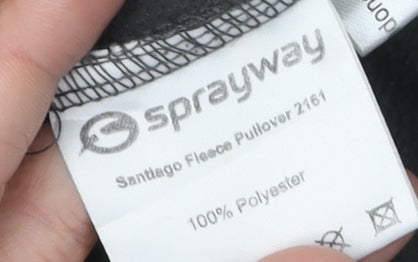 sprayway
Santiago Fleece Pullover 2161
100% Polyester